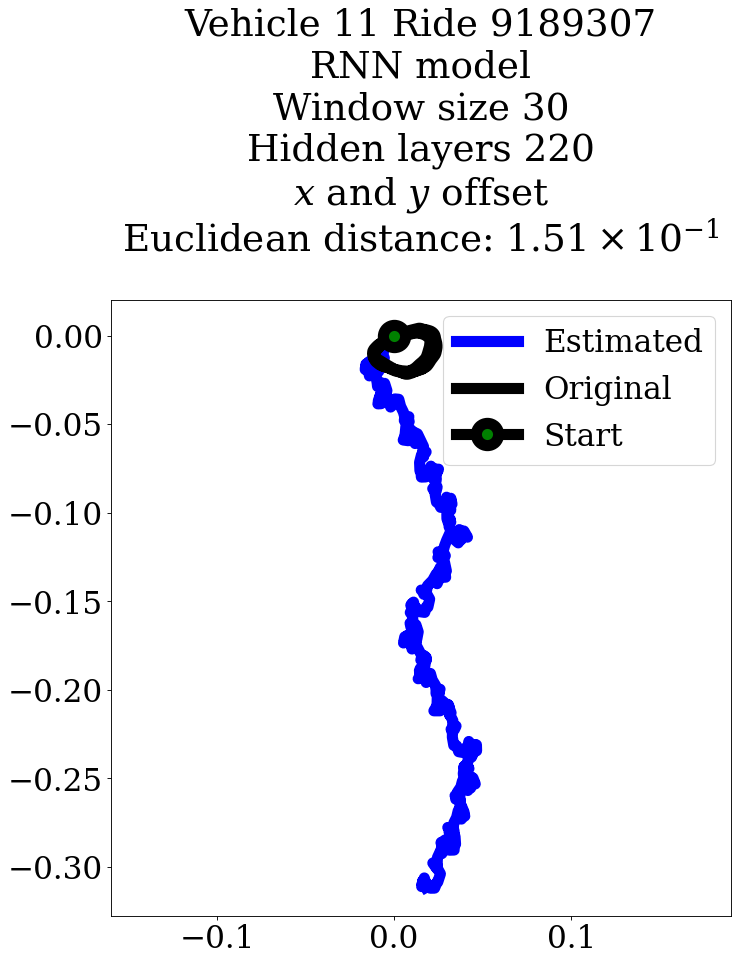 Vehicle 11 Ride 9189307
RNN model
Window size 30
Hidden layers 220
x and y offset
Euclidean distance: 1.51 × 10⁻¹
Estimated
Original
Start
0.00
−0.05
−0.10
−0.15
−0.20
−0.25
−0.30
−0.1
0.0
0.1